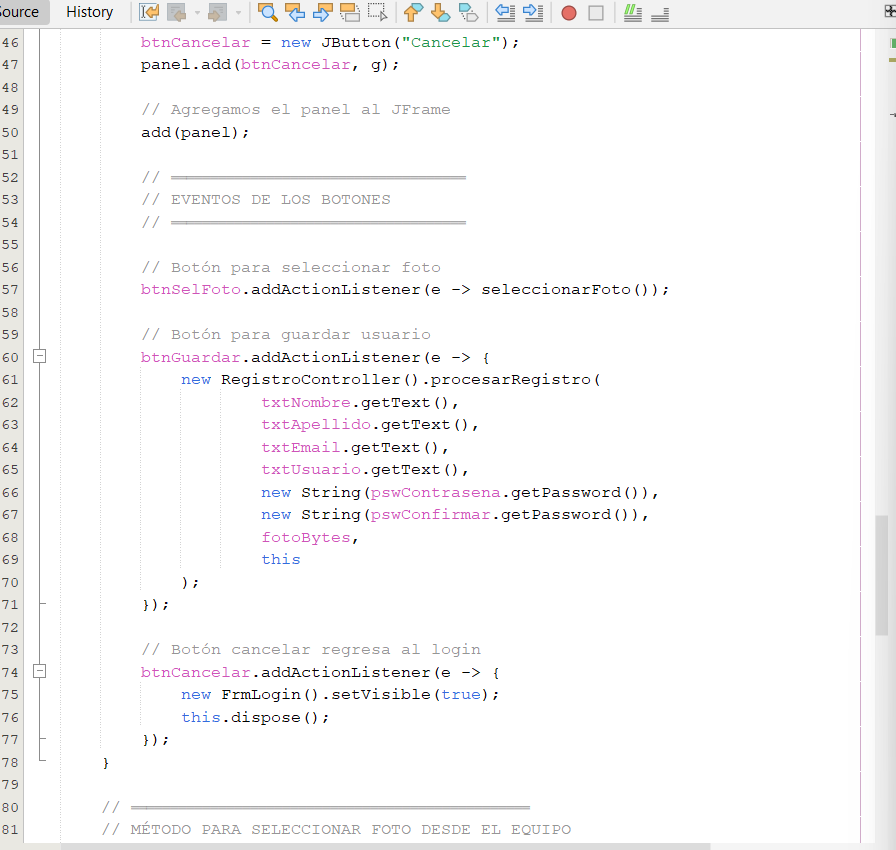 Source History
46 btnCancelar = new JButton("Cancelar");
47 panel.add(btnCancelar, g);
48
49 // Agregamos el panel al JFrame
50 add(panel);
51
52 // ═════════════════════════════
53 // EVENTOS DE LOS BOTONES
54 // ═════════════════════════════
55
56 // Botón para seleccionar foto
57 btnSelFoto.addActionListener(e -> seleccionarFoto());
58
59 // Botón para guardar usuario
60 btnGuardar.addActionListener(e -> {
61 new RegistroController().procesarRegistro(
62 txtNombre.getText(),
63 txtApellido.getText(),
64 txtEmail.getText(),
65 txtUsuario.getText(),
66 new String(pswContrasena.getPassword()),
67 new String(pswConfirmar.getPassword()),
68 fotoBytes,
69 this
70 );
71 });
72
73 // Botón cancelar regresa al login
74 btnCancelar.addActionListener(e -> {
75 new FrmLogin().setVisible(true);
76 this.dispose();
77 });
78 }
79
80 // ════════════════════════════════════════
81 // MÉTODO PARA SELECCIONAR FOTO DESDE EL EQUIPO